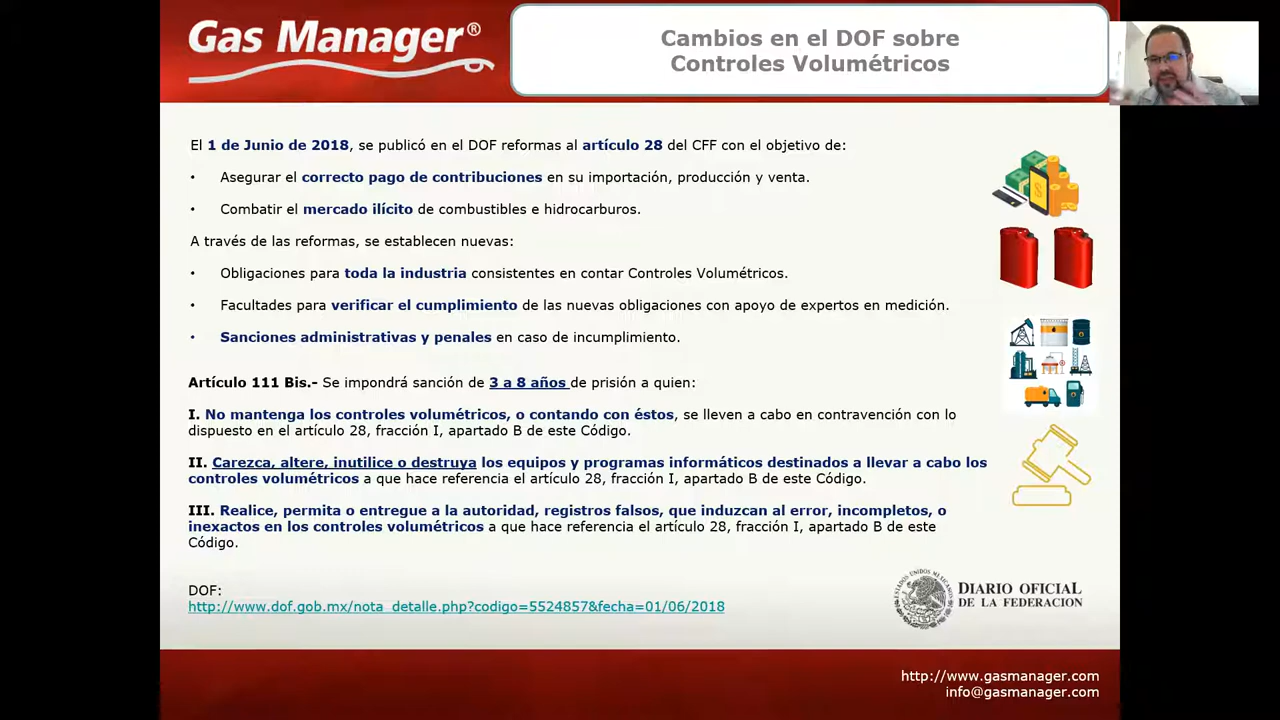 Gas Manager®
Cambios en el DOF sobre
Controles Volumétricos
El 1 de Junio de 2018, se publicó en el DOF reformas al artículo 28 del CFF con el objetivo de:
• Asegurar el correcto pago de contribuciones en su importación, producción y venta.
• Combatir el mercado ilícito de combustibles e hidrocarburos.
A través de las reformas, se establecen nuevas:
• Obligaciones para toda la industria consistentes en contar Controles Volumétricos.
• Facultades para verificar el cumplimiento de las nuevas obligaciones con apoyo de expertos en medición.
• Sanciones administrativas y penales en caso de incumplimiento.
Artículo 111 Bis.- Se impondrá sanción de 3 a 8 años de prisión a quien:
I. No mantenga los controles volumétricos, o contando con éstos, se lleven a cabo en contravención con lo
dispuesto en el artículo 28, fracción I, apartado B de este Código.
II. Carezca, altere, inutilice o destruya los equipos y programas informáticos destinados a llevar a cabo los
controles volumétricos a que hace referencia el artículo 28, fracción I, apartado B de este Código.
III. Realice, permita o entregue a la autoridad, registros falsos, que induzcan al error, incompletos, o
inexactos en los controles volumétricos a que hace referencia el artículo 28, fracción I, apartado B de este
Código.
DOF:
http://www.dof.gob.mx/nota_detalle.php?codigo=5524857&fecha=01/06/2018
ESTADOS UNIDOS MEXICANOS
DIARIO OFICIAL
DE LA FEDERACION
http://www.gasmanager.com
info@gasmanager.com